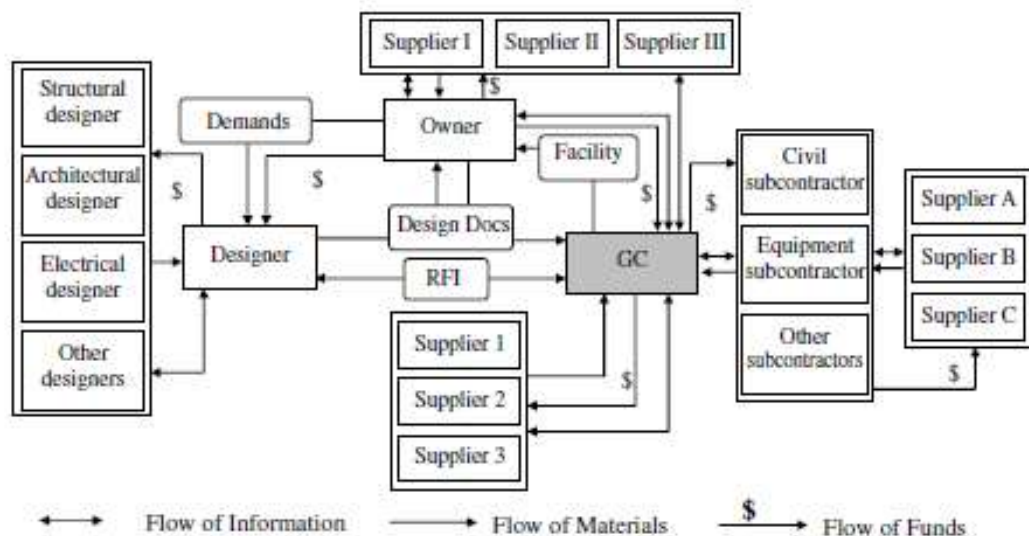 Supplier I
Supplier II
Supplier III
$
Structural
designer
Architectural
designer
Electrical
designer
Other
designers
Demands
Owner
Facility
$
$
$
$
Design Docs
Designer
RFI
GC
Civil
subcontractor
Equipment
subcontractor
Other
subcontractors
Supplier A
Supplier B
Supplier C
$
Supplier 1
Supplier 2
Supplier 3
$
Flow of Information
Flow of Materials
$
Flow of Funds